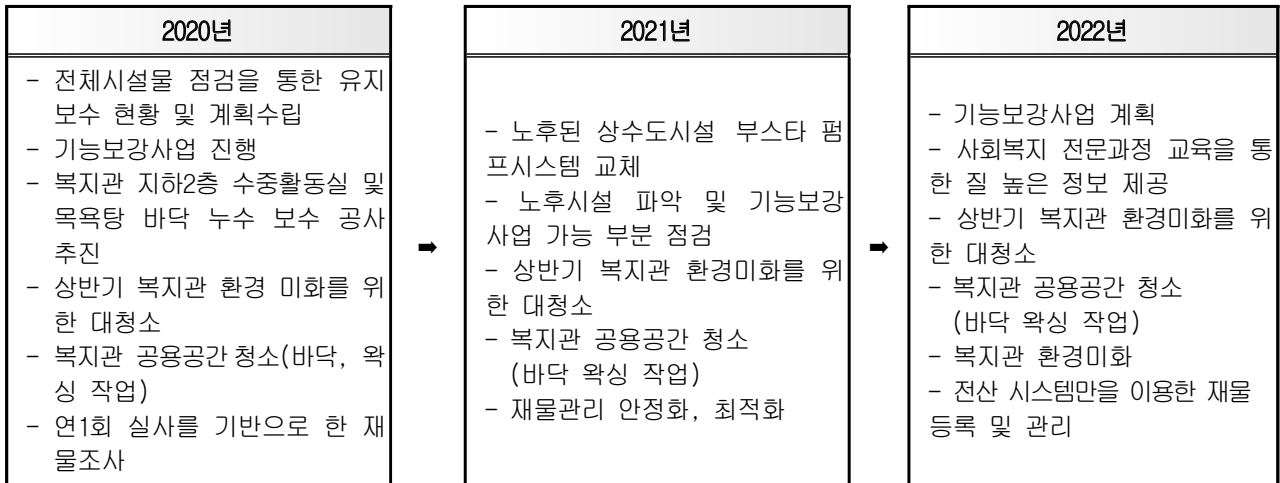 2020년
- 전체시설물 점검을 통한 유지
보수 현황 및 계획수립
- 기능보강사업 진행
- 복지관 지하2층 수중활동실 및
목욕탕 바닥 누수 보수 공사
추진
- 상반기 복지관 환경 미화를 위
한 대청소
- 복지관 공용공간 청소(바닥, 왁
싱 작업)
- 연1회 실사를 기반으로 한 재
물조사
➡
2021년
- 노후된 상수도시설 부스타 펌
프시스템 교체
- 노후시설 파악 및 기능보강
사업 가능 부분 점검
- 상반기 복지관 환경미화를 위
한 대청소
- 복지관 공용공간 청소
(바닥 왁싱 작업)
- 재물관리 안정화, 최적화
➡
2022년
- 기능보강사업 계획
- 사회복지 전문과정 교육을 통
한 질 높은 정보 제공
- 상반기 복지관 환경미화를 위
한 대청소
- 복지관 공용공간 청소
(바닥 왁싱 작업)
- 복지관 환경미화
- 전산 시스템만을 이용한 재물
등록 및 관리